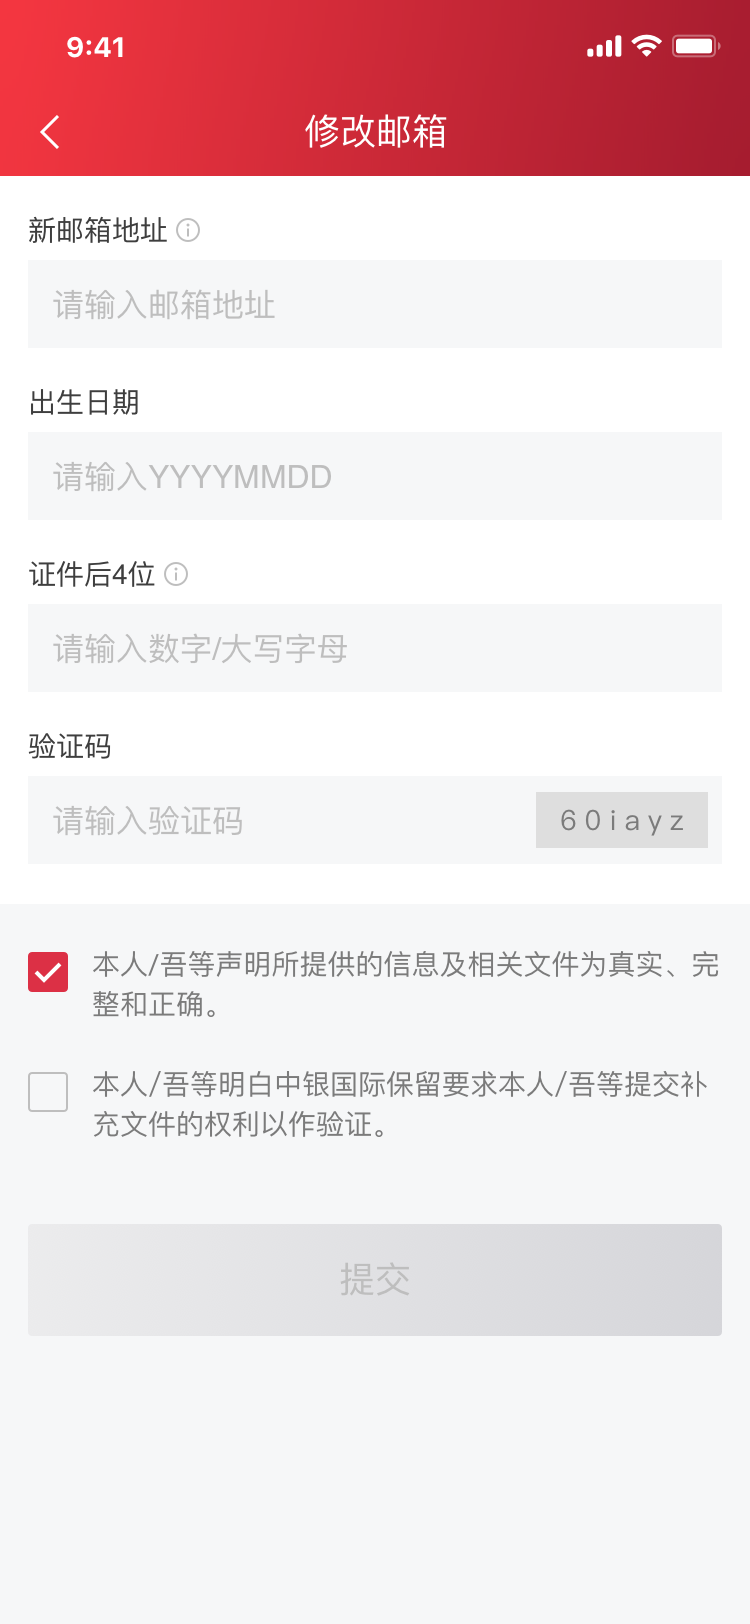 9:41
修改邮箱
新邮箱地址
请输入邮箱地址
出生日期
请输入YYYYMMDD
证件后4位
请输入数字/大写字母
验证码
请输入验证码
60iayz
本人/吾等声明所提供的信息及相关文件为真实、完
整和正确。
本人/吾等明白中银国际保留要求本人/吾等提交补
充文件的权利以作验证。
提交